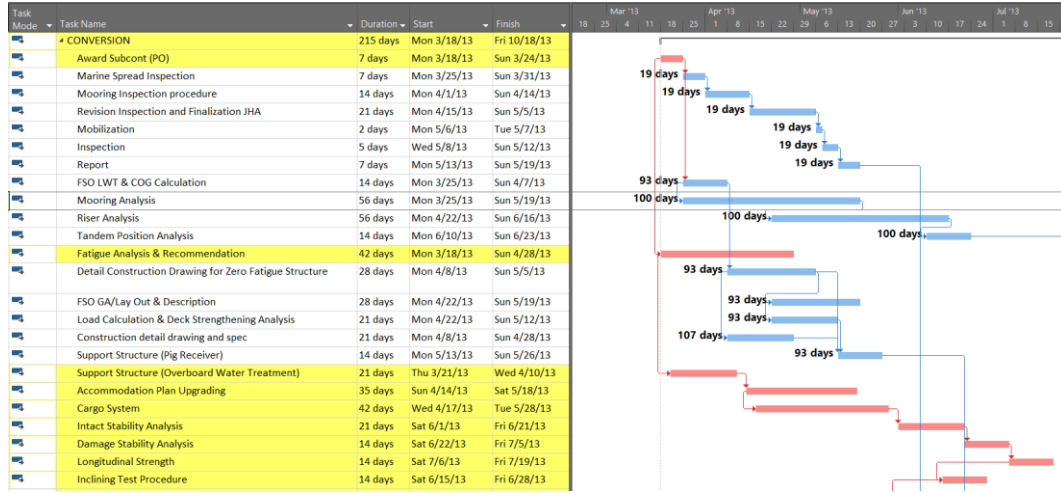 Task Mode Task Name Duration Start Finish
Mar '13 Apr '13 May '13 Jun '13 Jul '13
18 25 4 11 18 25 1 8 15 22 29 6 13 20 27 3 10 17 24 1 8 15
CONVERSION 215 days Mon 3/18/13 Fri 10/18/13
Award Subcont (PO) 7 days Mon 3/18/13 Sun 3/24/13
Marine Spread Inspection 7 days Mon 3/25/13 Sun 3/31/13 19 days
Mooring Inspection procedure 14 days Mon 4/1/13 Sun 4/14/13 19 days
Revision Inspection and Finalization JHA 21 days Mon 4/15/13 Sun 5/5/13 19 days
Mobilization 2 days Mon 5/6/13 Tue 5/7/13 19 days
Inspection 5 days Wed 5/8/13 Sun 5/12/13 19 days
Report 7 days Mon 5/13/13 Sun 5/19/13 19 days
FSO LWT & COG Calculation 14 days Mon 3/25/13 Sun 4/7/13 93 days
Mooring Analysis 56 days Mon 3/25/13 Sun 5/19/13 100 days
Riser Analysis 56 days Mon 4/22/13 Sun 6/16/13 100 days
Tandem Position Analysis 14 days Mon 6/10/13 Sun 6/23/13 100 days
Fatigue Analysis & Recommendation 42 days Mon 3/18/13 Sun 4/28/13
Detail Construction Drawing for Zero Fatigue Structure 28 days Mon 4/8/13 Sun 5/5/13 93 days
FSO GA/Lay Out & Description 28 days Mon 4/22/13 Sun 5/19/13 93 days
Load Calculation & Deck Strengthening Analysis 21 days Mon 4/22/13 Sun 5/12/13 93 days
Construction detail drawing and spec 21 days Mon 4/8/13 Sun 4/28/13 107 days
Support Structure (Pig Receiver) 14 days Mon 5/13/13 Sun 5/26/13 93 days
Support Structure (Overboard Water Treatment) 21 days Thu 3/21/13 Wed 4/10/13
Accommodation Plan Upgrading 35 days Sun 4/14/13 Sat 5/18/13
Cargo System 42 days Wed 4/17/13 Tue 5/28/13
Intact Stability Analysis 21 days Sat 6/1/13 Fri 6/21/13
Damage Stability Analysis 14 days Sat 6/22/13 Fri 7/5/13
Longitudinal Strength 14 days Sat 7/6/13 Fri 7/19/13
Inclining Test Procedure 14 days Sat 6/15/13 Fri 6/28/13